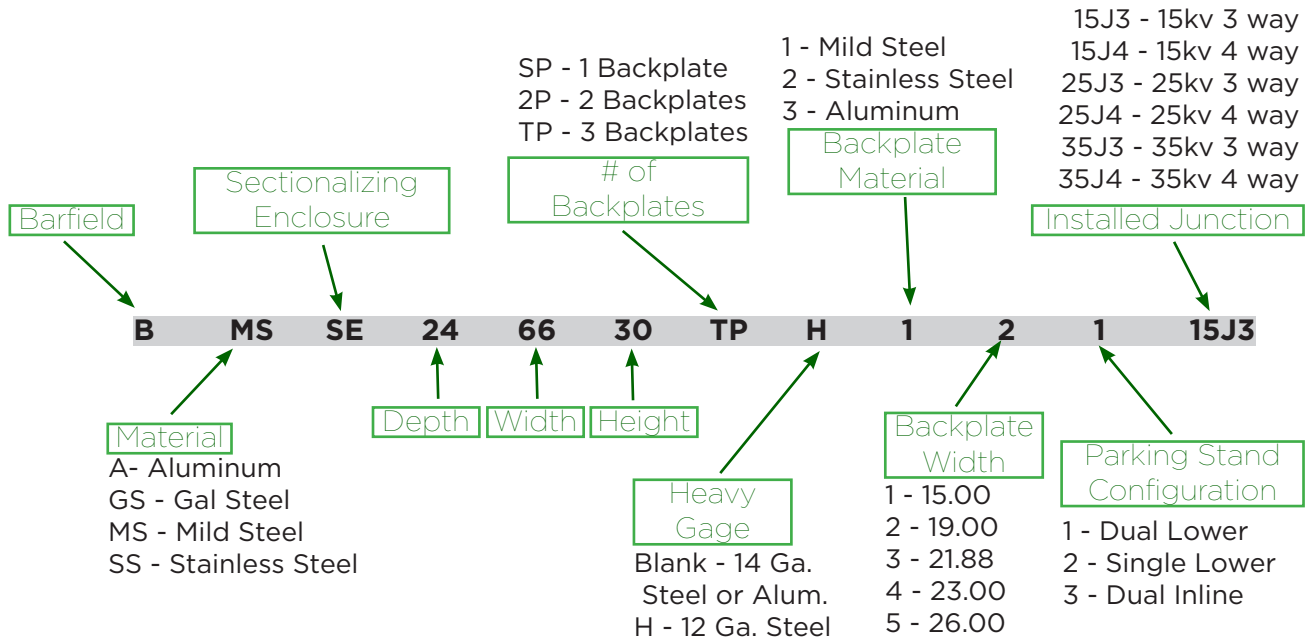 15J3 - 15kv 3 way
15J4 - 15kv 4 way
25J3 - 25kv 3 way
25J4 - 25kv 4 way
35J3 - 35kv 3 way
35J4 - 35kv 4 way
Installed Junction
1 - Mild Steel
2 - Stainless Steel
3 - Aluminum
Backplate
Material
SP - 1 Backplate
2P - 2 Backplates
TP - 3 Backplates
# of
Backplates
Sectionalizing
Enclosure
Barfield
B MS SE 24 66 30 TP H 1 2 1 15J3
Material
A- Aluminum
GS - Gal Steel
MS - Mild Steel
SS - Stainless Steel
Depth
Width
Height
Heavy
Gage
Blank - 14 Ga.
Steel or Alum.
H - 12 Ga. Steel
Backplate
Width
1 - 15.00
2 - 19.00
3 - 21.88
4 - 23.00
5 - 26.00
Parking Stand
Configuration
1 - Dual Lower
2 - Single Lower
3 - Dual Inline